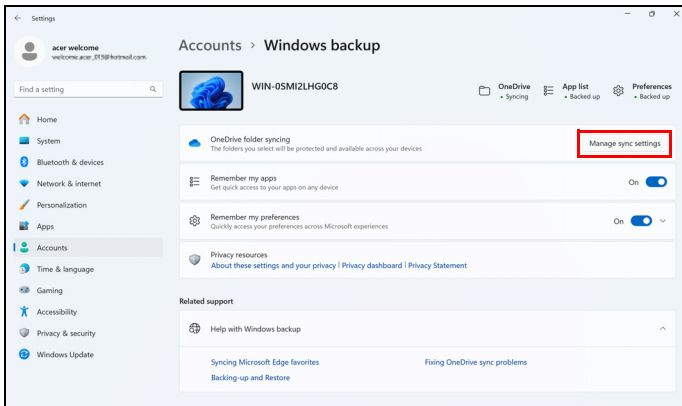 Settings
acer welcome
welcome.acer_013@hotmail.com
Find a setting
Home
System
Bluetooth & devices
Network & internet
Personalization
Apps
Accounts
Time & language
Gaming
Accessibility
Privacy & security
Windows Update
Accounts > Windows backup
WIN-0SMI2LHG0C8
OneDrive
• Syncing
App list
• Backed up
Preferences
• Backed up
OneDrive folder syncing
The folders you select will be protected and available across your devices
Manage sync settings
Remember my apps
Get quick access to your apps on any device
On
Remember my preferences
Quickly access your preferences across Microsoft experiences
On
Privacy resources
About these settings and your privacy | Privacy dashboard | Privacy Statement
Related support
Help with Windows backup
Syncing Microsoft Edge favorites
Fixing OneDrive sync problems
Backing-up and Restore